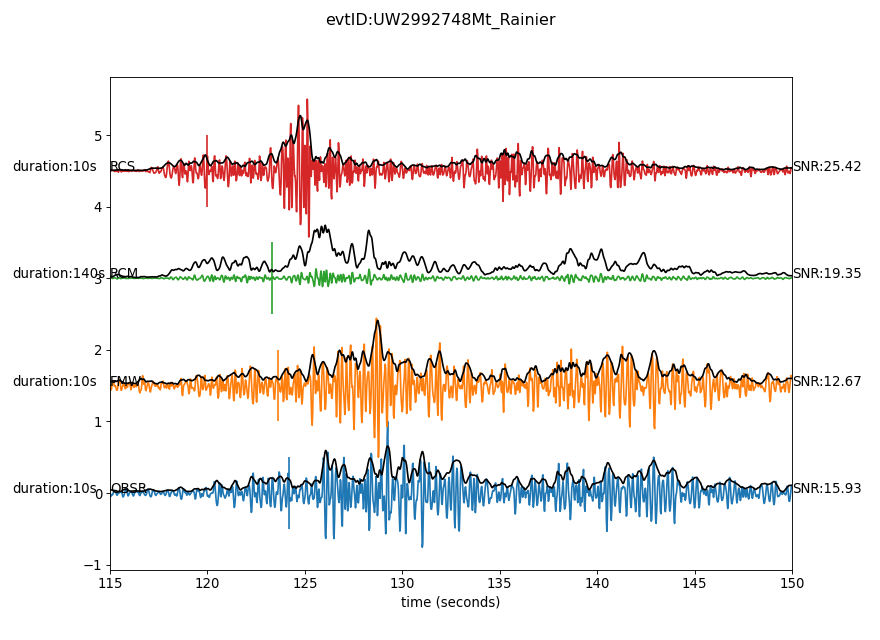 evtID:UW2992748Mt_Rainier
5
duration:10s RCS SNR:25.42
4
duration:140s RCM SNR:19.35
3
2
duration:10s FMW SNR:12.67
1
duration:10s OBSR SNR:15.93
0
−1
115 120 125 130 135 140 145 150
time (seconds)